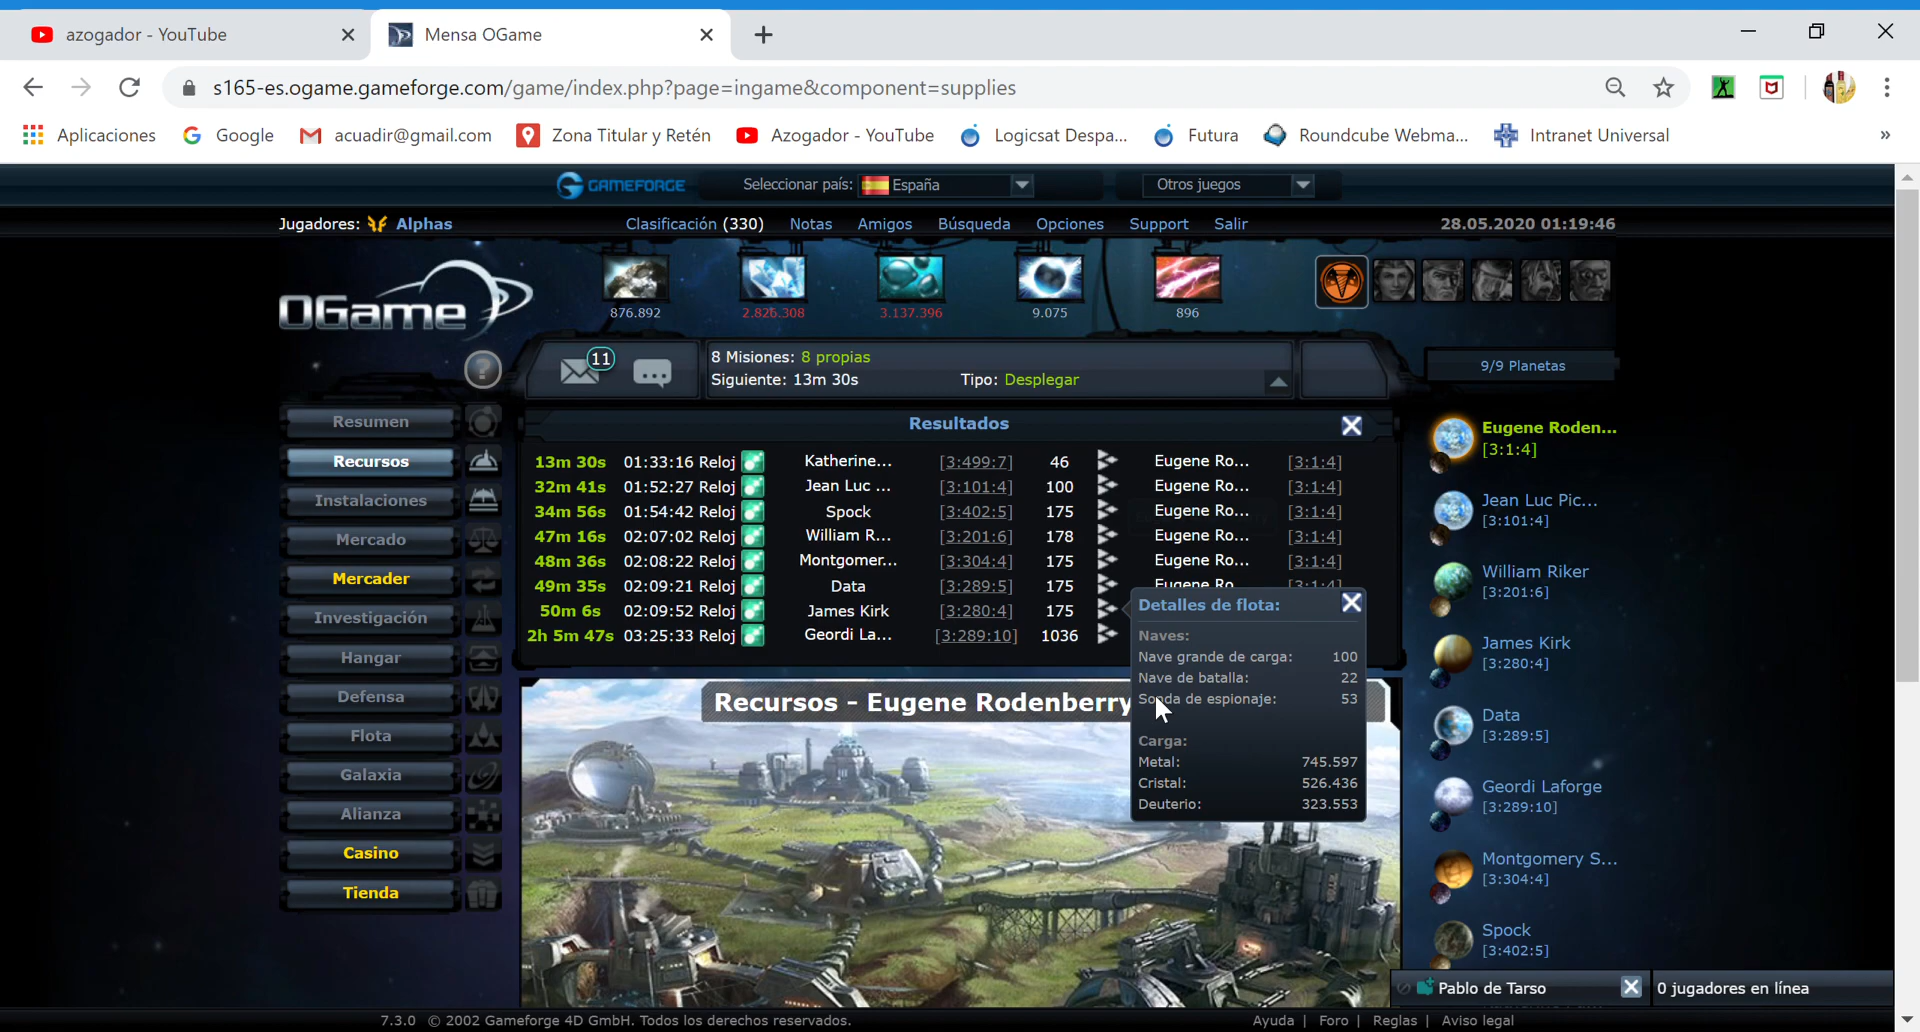 azogador - YouTube
Mensa OGame
s165-es.ogame.gameforge.com/game/index.php?page=ingame&component=supplies
Aplicaciones Google acuadir@gmail.com Zona Titular y Retén Azogador - YouTube Logicsat Despa... Futura Roundcube Webma... Intranet Universal »
GAMEFORGE Seleccionar país: España Otros juegos
Jugadores: Alphas Clasificación (330) Notas Amigos Búsqueda Opciones Support Salir 28.05.2020 01:19:46
OGame
876.892 2.826.308 3.137.396 9.075 896
11
8 Misiones: 8 propias
Siguiente: 13m 30s Tipo: Desplegar
9/9 Planetas
Resumen
Recursos
Instalaciones
Mercado
Mercader
Investigación
Hangar
Defensa
Flota
Galaxia
Alianza
Casino
Tienda
Resultados
13m 30s 01:33:16 Reloj Katherine... [3:499:7] 46 Eugene Ro... [3:1:4]
32m 41s 01:52:27 Reloj Jean Luc ... [3:101:4] 100 Eugene Ro... [3:1:4]
34m 56s 01:54:42 Reloj Spock [3:402:5] 175 Eugene Ro... [3:1:4]
47m 16s 02:07:02 Reloj William R... [3:201:6] 178 Eugene Ro... [3:1:4]
48m 36s 02:08:22 Reloj Montgomer... [3:304:4] 175 Eugene Ro... [3:1:4]
49m 35s 02:09:21 Reloj Data [3:289:5] 175 Eugene Ro... [3:1:4]
50m 6s 02:09:52 Reloj James Kirk [3:280:4] 175
2h 5m 47s 03:25:33 Reloj Geordi La... [3:289:10] 1036
Detalles de flota:
Naves:
Nave grande de carga: 100
Nave de batalla: 22
Sonda de espionaje: 53
Carga:
Metal: 745.597
Cristal: 526.436
Deuterio: 323.553
Recursos - Eugene Rodenberry
Eugene Roden...
[3:1:4]
Jean Luc Pic...
[3:101:4]
William Riker
[3:201:6]
James Kirk
[3:280:4]
Data
[3:289:5]
Geordi Laforge
[3:289:10]
Montgomery S...
[3:304:4]
Spock
[3:402:5]
Pablo de Tarso
0 jugadores en línea
7.3.0 © 2002 Gameforge 4D GmbH. Todos los derechos reservados.
Ayuda | Foro | Reglas | Aviso legal